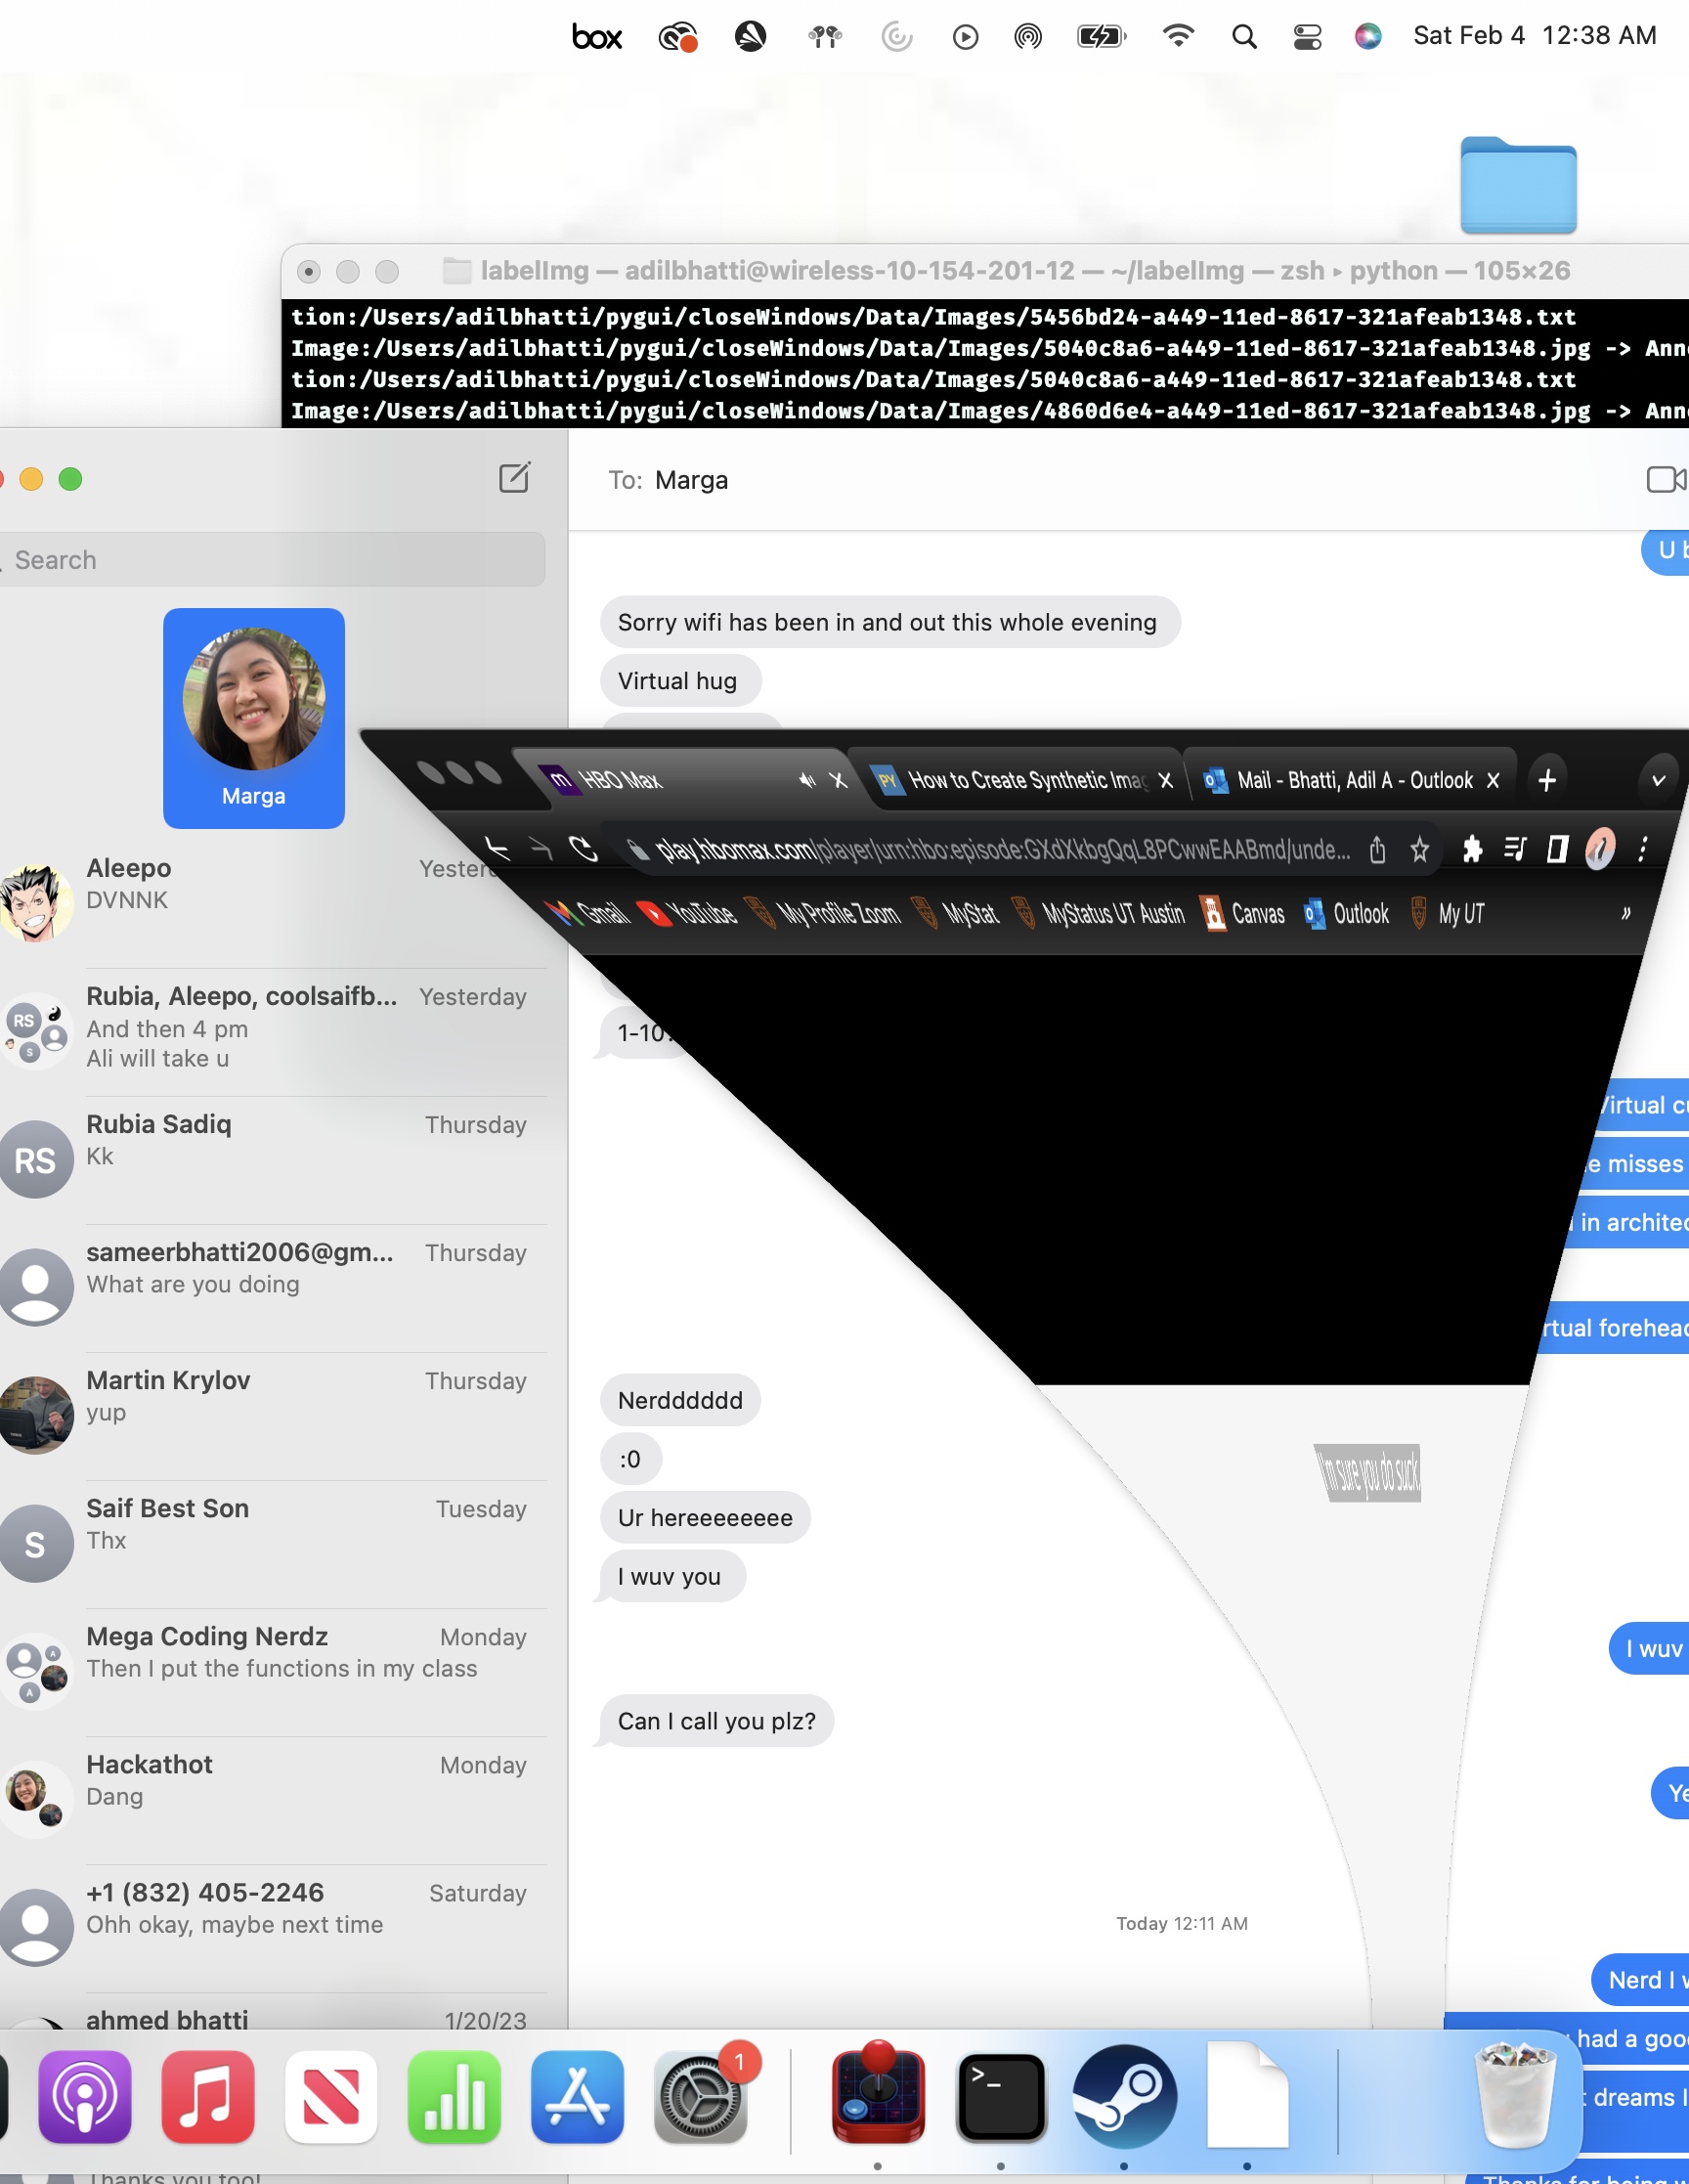 box
Sat Feb 4 12:38 AM
labelImg — adilbhatti@wireless-10-154-201-12 — ~/labelImg — zsh ▸ python — 105×26
tion:/Users/adilbhatti/pygui/closeWindows/Data/Images/5456bd24-a449-11ed-8617-321afeab1348.txt
Image:/Users/adilbhatti/pygui/closeWindows/Data/Images/5040c8a6-a449-11ed-8617-321afeab1348.jpg -> Ann
tion:/Users/adilbhatti/pygui/closeWindows/Data/Images/5040c8a6-a449-11ed-8617-321afeab1348.txt
Image:/Users/adilbhatti/pygui/closeWindows/Data/Images/4860d6e4-a449-11ed-8617-321afeab1348.jpg -> Ann
Search
Marga
Aleepo
DVNNK
Rubia, Aleepo, coolsaifb... Yesterday
And then 4 pm
Ali will take u
RS
S
Rubia Sadiq Thursday
Kk
RS
sameerbhatti2006@gm... Thursday
What are you doing
Martin Krylov Thursday
yup
Saif Best Son Tuesday
Thx
S
Mega Coding Nerdz Monday
Then I put the functions in my class
A
A
Hackathot Monday
Dang
+1 (832) 405-2246 Saturday
Ohh okay, maybe next time
ahmed bhatti 1/20/23
Thanks you too!
To: Marga
U
Sorry wifi has been in and out this whole evening
Virtual hug
HBO Max
PY How to Create Synthetic Imag
Mail - Bhatti, Adil A - Outlook
play.hbomax.com/player/urn:hbo:episode:GXdXkbgQqL8PCwwEAABmd/unde...
Gmail YouTube My Profile Zoom MyStat MyStatus UT Austin Canvas Outlook My UT »
1-10
Virtual
misses
in
forehead
Nerdddddd
:0
Ur hereeeeeeee
I wuv you
I'm sure you do suck
I wuv
Can I call you plz?
Today 12:11 AM
Nerd I
had a
dreams I
Thanks for being
1
>_